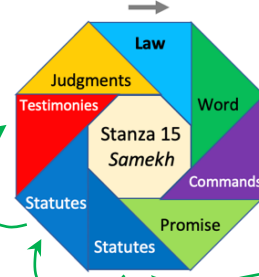 Law
Judgments
Testimonies
Word
Stanza 15
Samekh
Commands
Statutes
Promise
Statutes